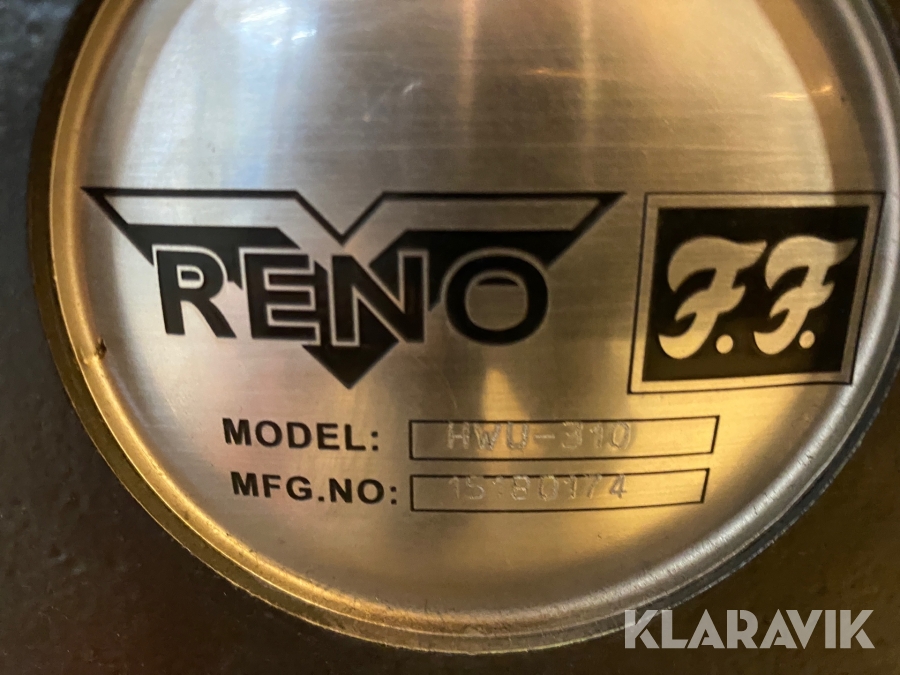 RENO F.F.
MODEL: HWU-310
MFG.NO: 15180174
KLARAVIK